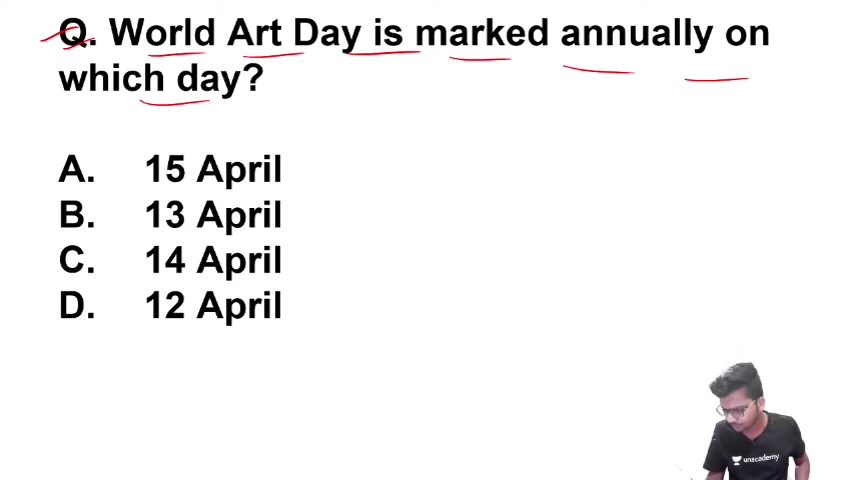 Q. World Art Day is marked annually on
which day?
A. 15 April
B. 13 April
C. 14 April
D. 12 April
unacademy